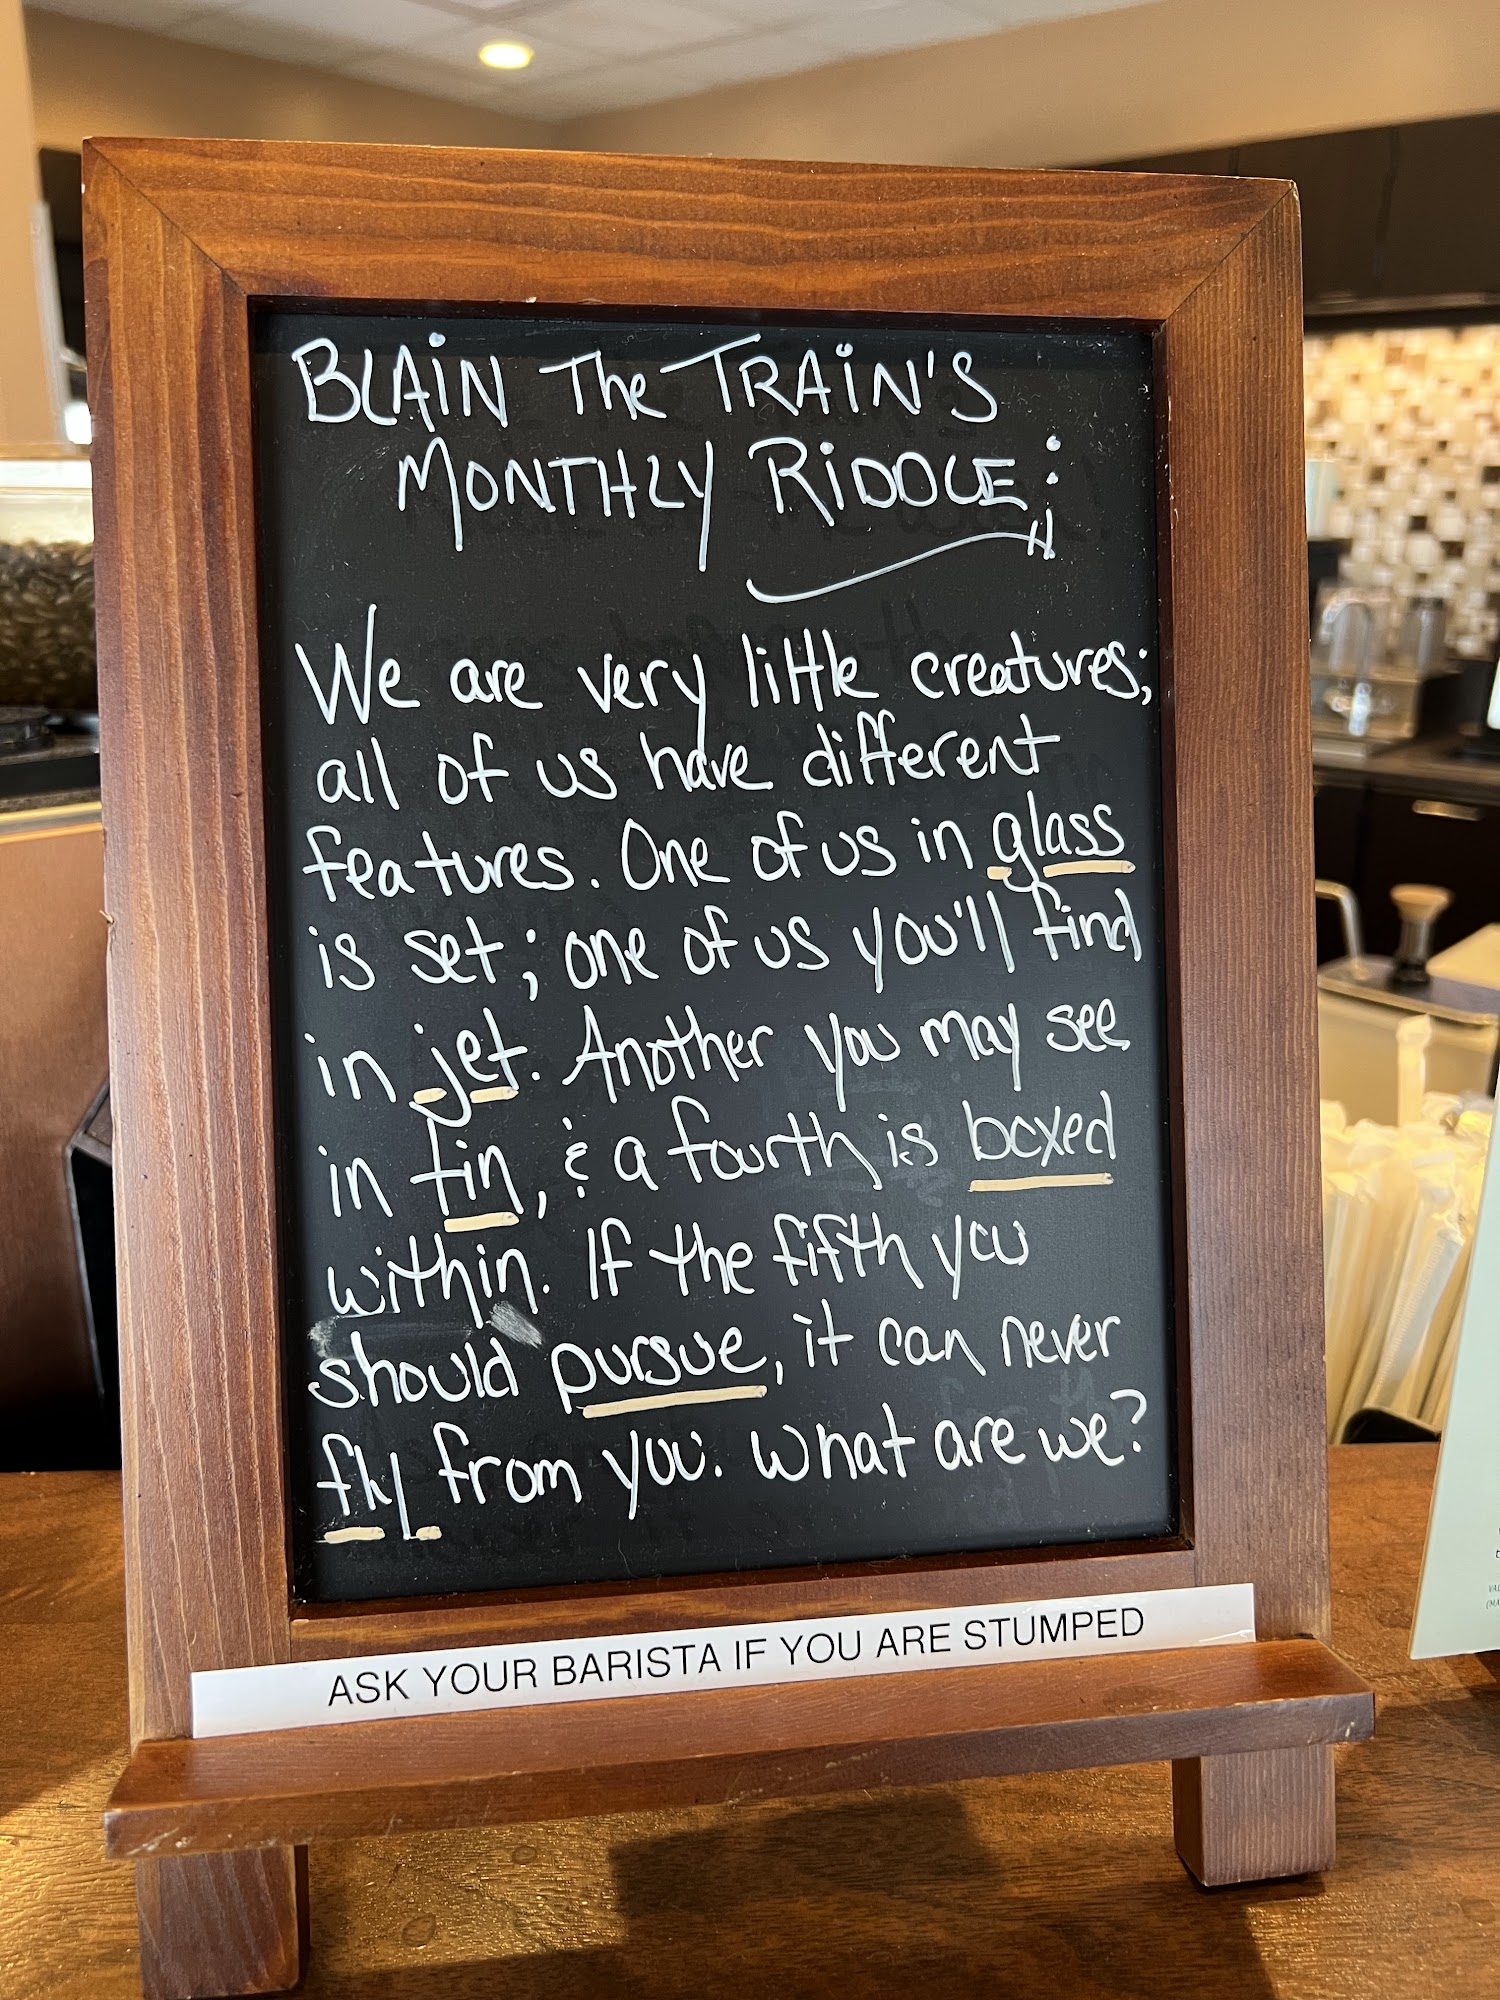 BLAiN The TRAiN'S
MONTHLY RiDDLE:
We are very little creatures;
all of us have different
features. One of us in glass
is set; one of us you'll find
in jet. Another you may see
in tin, & a fourth is boxed
within. If the fifth you
should pursue, it can never
fly from you. What are we?
ASK YOUR BARISTA IF YOU ARE STUMPED